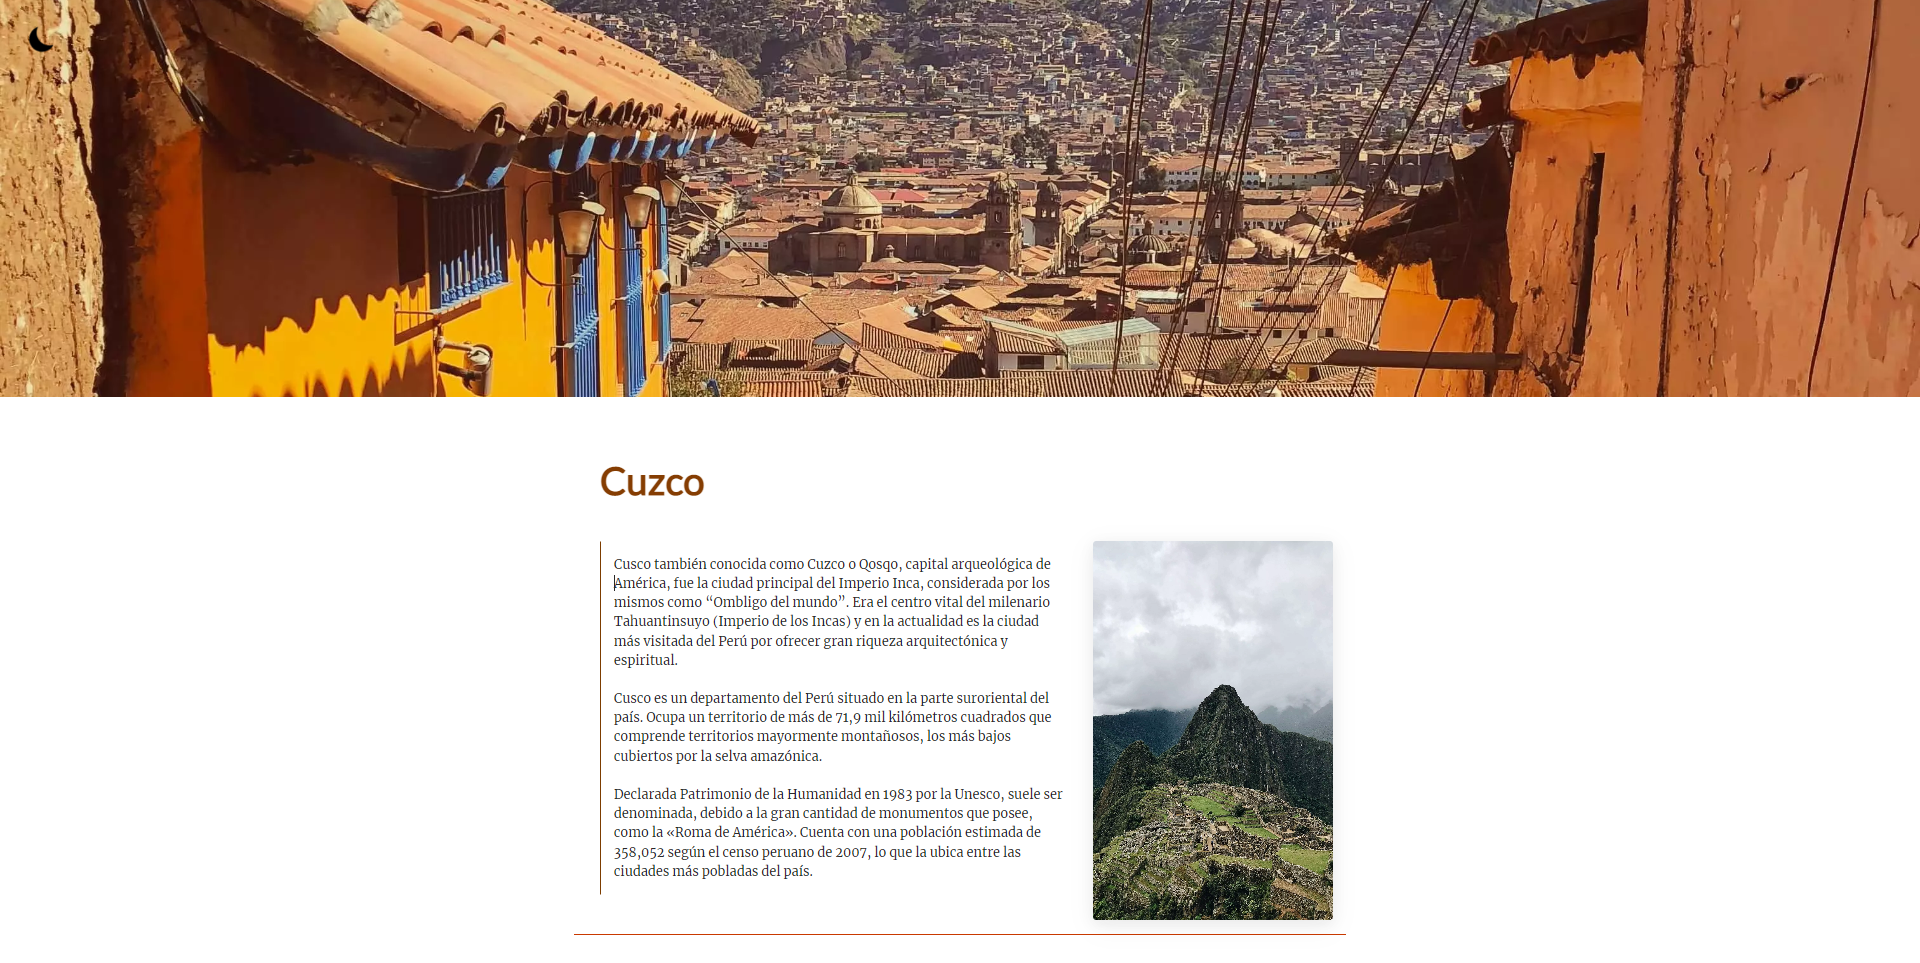 Cuzco
Cusco también conocida como Cuzco o Qosqo, capital arqueológica de
América, fue la ciudad principal del Imperio Inca, considerada por los
mismos como “Ombligo del mundo”. Era el centro vital del milenario
Tahuantinsuyo (Imperio de los Incas) y en la actualidad es la ciudad
más visitada del Perú por ofrecer gran riqueza arquitectónica y
espiritual.
Cusco es un departamento del Perú situado en la parte suroriental del
país. Ocupa un territorio de más de 71,9 mil kilómetros cuadrados que
comprende territorios mayormente montañosos, los más bajos
cubiertos por la selva amazónica.
Declarada Patrimonio de la Humanidad en 1983 por la Unesco, suele ser
denominada, debido a la gran cantidad de monumentos que posee,
como la «Roma de América». Cuenta con una población estimada de
358,052 según el censo peruano de 2007, lo que la ubica entre las
ciudades más pobladas del país.